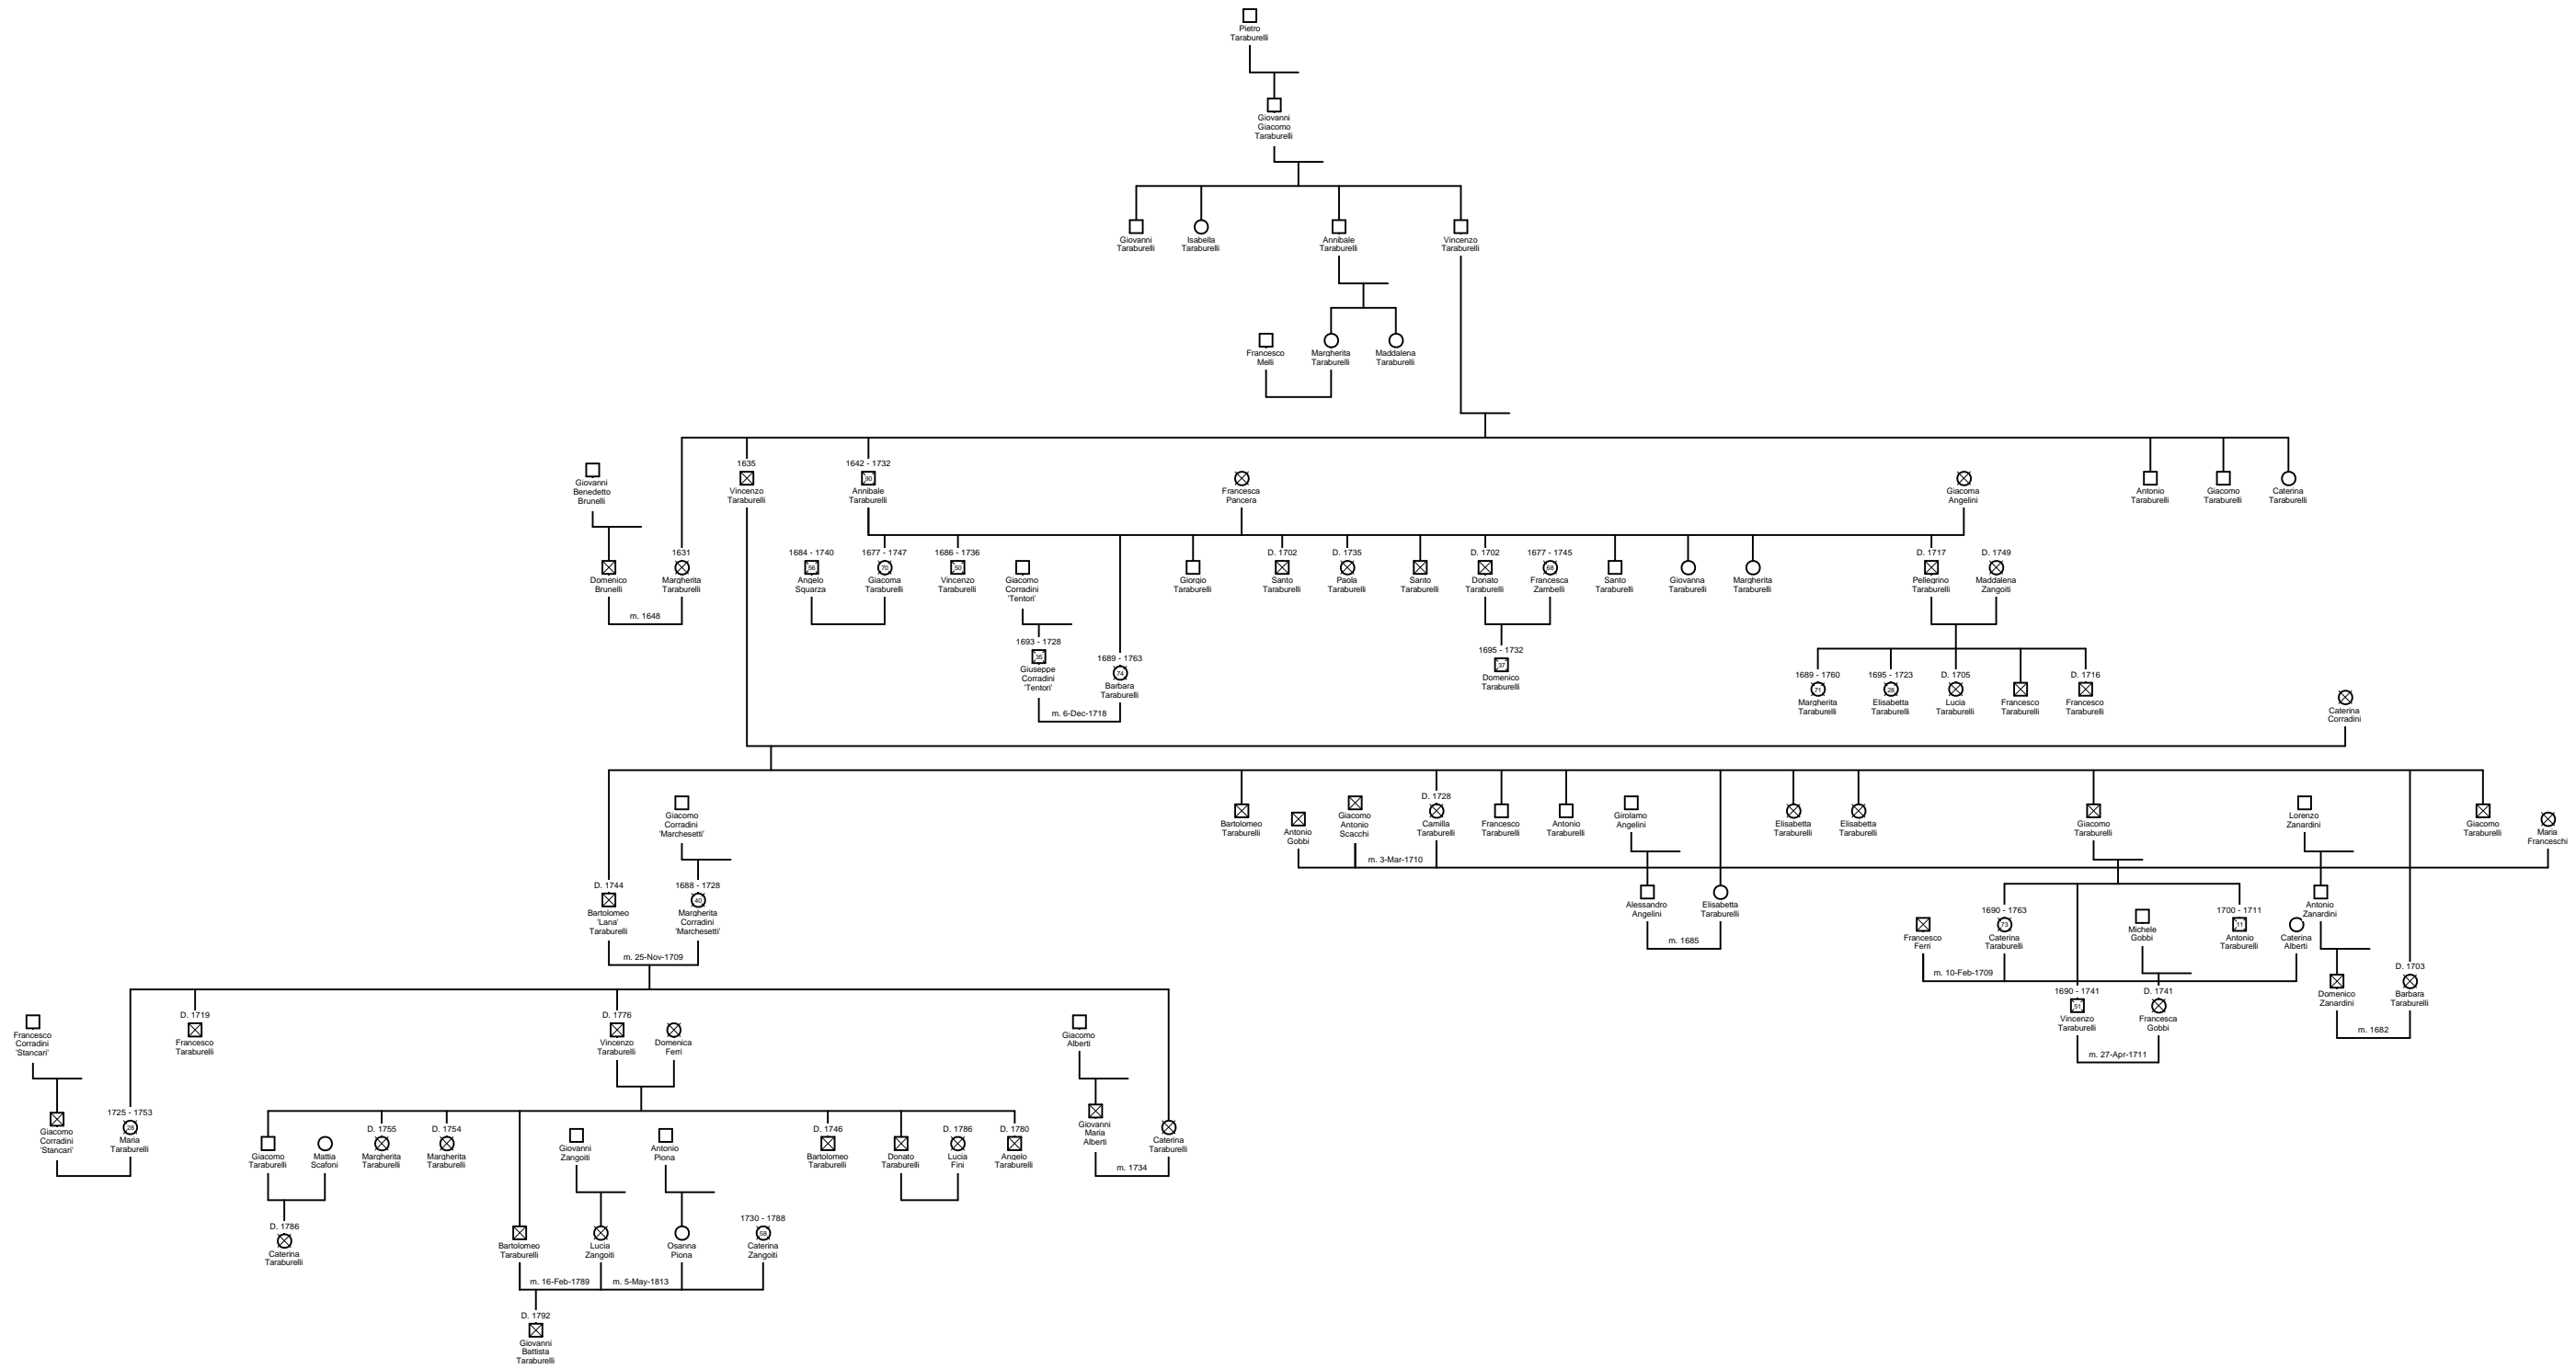 Pietro
Taraburelli
Giovanni
Giacomo
Taraburelli
Giovanni
Taraburelli
Isabella
Taraburelli
Annibale
Taraburelli
Vincenzo
Taraburelli
Francesco
Melli
Margherita
Taraburelli
Maddalena
Taraburelli
Giovanni
Benedetto
Brunelli
1635
Vincenzo
Taraburelli
1642 - 1732
90
Annibale
Taraburelli
Francesca
Pancera
Giacoma
Angelini
Antonio
Taraburelli
Giacomo
Taraburelli
Caterina
Taraburelli
Domenico
Brunelli
1631
Margherita
Taraburelli
m. 1648
1684 - 1740
56
Angelo
Squarza
1677 - 1747
70
Giacoma
Taraburelli
1686 - 1736
50
Vincenzo
Taraburelli
Giacomo
Corradini
'Tentori'
Giorgio
Taraburelli
D. 1702
Santo
Taraburelli
D. 1735
Paola
Taraburelli
Santo
Taraburelli
D. 1702
Donato
Taraburelli
1677 - 1745
68
Francesca
Zambelli
Santo
Taraburelli
Giovanna
Taraburelli
Margherita
Taraburelli
D. 1717
Pellegrino
Taraburelli
D. 1749
Maddalena
Zangoiti
1693 - 1728
35
Giuseppe
Corradini
'Tentori'
1689 - 1763
74
Barbara
Taraburelli
m. 6-Dec-1718
1695 - 1732
37
Domenico
Taraburelli
1689 - 1760
71
Margherita
Taraburelli
1695 - 1723
28
Elisabetta
Taraburelli
D. 1705
Lucia
Taraburelli
Francesco
Taraburelli
D. 1716
Francesco
Taraburelli
Caterina
Corradini
Giacomo
Corradini
'Marchesetti'
Bartolomeo
Taraburelli
Antonio
Gobbi
Giacomo
Antonio
Scacchi
D. 1728
Camilla
Taraburelli
m. 3-Mar-1710
Francesco
Taraburelli
Antonio
Taraburelli
Girolamo
Angelini
Elisabetta
Taraburelli
Elisabetta
Taraburelli
Giacomo
Taraburelli
Lorenzo
Zanardini
Giacomo
Taraburelli
Maria
Franceschi
D. 1744
Bartolomeo
'Lana'
Taraburelli
1688 - 1728
40
Margherita
Corradini
'Marchesetti'
m. 25-Nov-1709
Alessandro
Angelini
Elisabetta
Taraburelli
m. 1685
Francesco
Ferri
1690 - 1763
73
Caterina
Taraburelli
m. 10-Feb-1709
Michele
Gobbi
1700 - 1711
11
Antonio
Taraburelli
Caterina
Alberti
Antonio
Zanardini
1690 - 1741
51
Vincenzo
Taraburelli
D. 1741
Francesca
Gobbi
m. 27-Apr-1711
Domenico
Zanardini
D. 1703
Barbara
Taraburelli
m. 1682
Francesco
Corradini
'Stancari'
D. 1719
Francesco
Taraburelli
D. 1776
Vincenzo
Taraburelli
Domenica
Ferri
Giacomo
Alberti
Giacomo
Corradini
'Stancari'
1725 - 1753
28
Maria
Taraburelli
Giacomo
Taraburelli
Mattia
Scafoni
D. 1755
Margherita
Taraburelli
D. 1754
Margherita
Taraburelli
Giovanni
Zangoiti
Antonio
Piona
D. 1746
Bartolomeo
Taraburelli
Donato
Taraburelli
D. 1786
Lucia
Fini
D. 1780
Angelo
Taraburelli
Giovanni
Maria
Alberti
Caterina
Taraburelli
m. 1734
D. 1786
Caterina
Taraburelli
Bartolomeo
Taraburelli
Lucia
Zangoiti
Osanna
Piona
1730 - 1788
58
Caterina
Zangoiti
m. 16-Feb-1789
m. 5-May-1813
D. 1792
Giovanni
Battista
Taraburelli